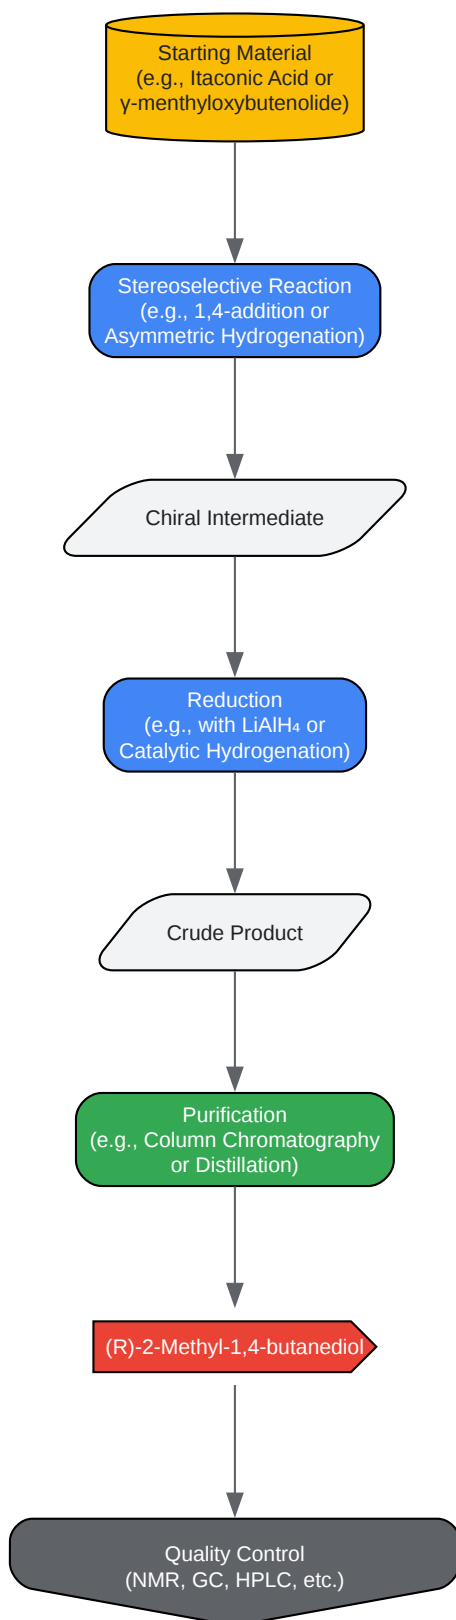 Starting Material
(e.g., Itaconic Acid or
γ-menthyloxybutenolide)
Stereoselective Reaction
(e.g., 1,4-addition or
Asymmetric Hydrogenation)
Chiral Intermediate
Reduction
(e.g., with LiAlH₄ or
Catalytic Hydrogenation)
Crude Product
Purification
(e.g., Column Chromatography
or Distillation)
(R)-2-Methyl-1,4-butanediol
Quality Control
(NMR, GC, HPLC, etc.)